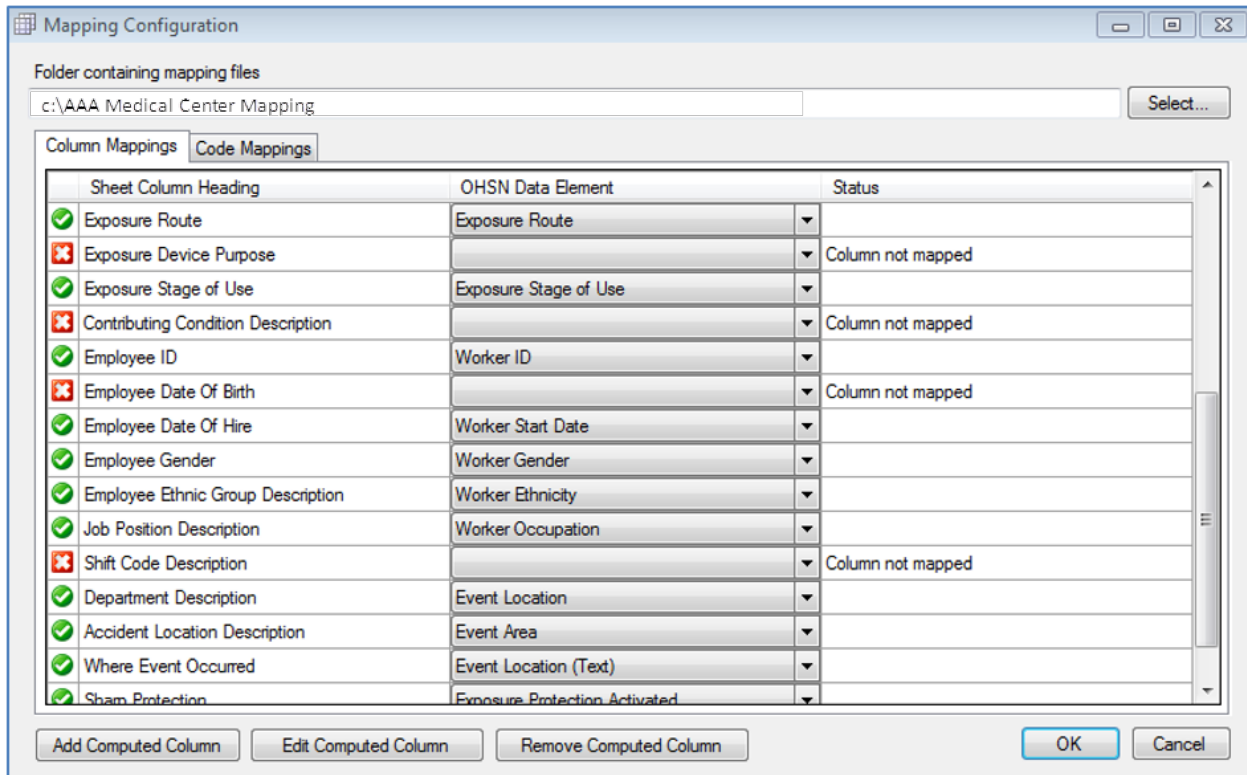 Mapping Configuration
Folder containing mapping files
c:\AAA Medical Center Mapping Select...
Column Mappings Code Mappings
Sheet Column Heading OHSN Data Element Status
Exposure Route Exposure Route
Exposure Device Purpose Column not mapped
Exposure Stage of Use Exposure Stage of Use
Contributing Condition Description Column not mapped
Employee ID Worker ID
Employee Date Of Birth Column not mapped
Employee Date Of Hire Worker Start Date
Employee Gender Worker Gender
Employee Ethnic Group Description Worker Ethnicity
Job Position Description Worker Occupation
Shift Code Description Column not mapped
Department Description Event Location
Accident Location Description Event Area
Where Event Occurred Event Location (Text)
Sharp Protection Exposure Protection Activated
Add Computed Column Edit Computed Column Remove Computed Column OK Cancel